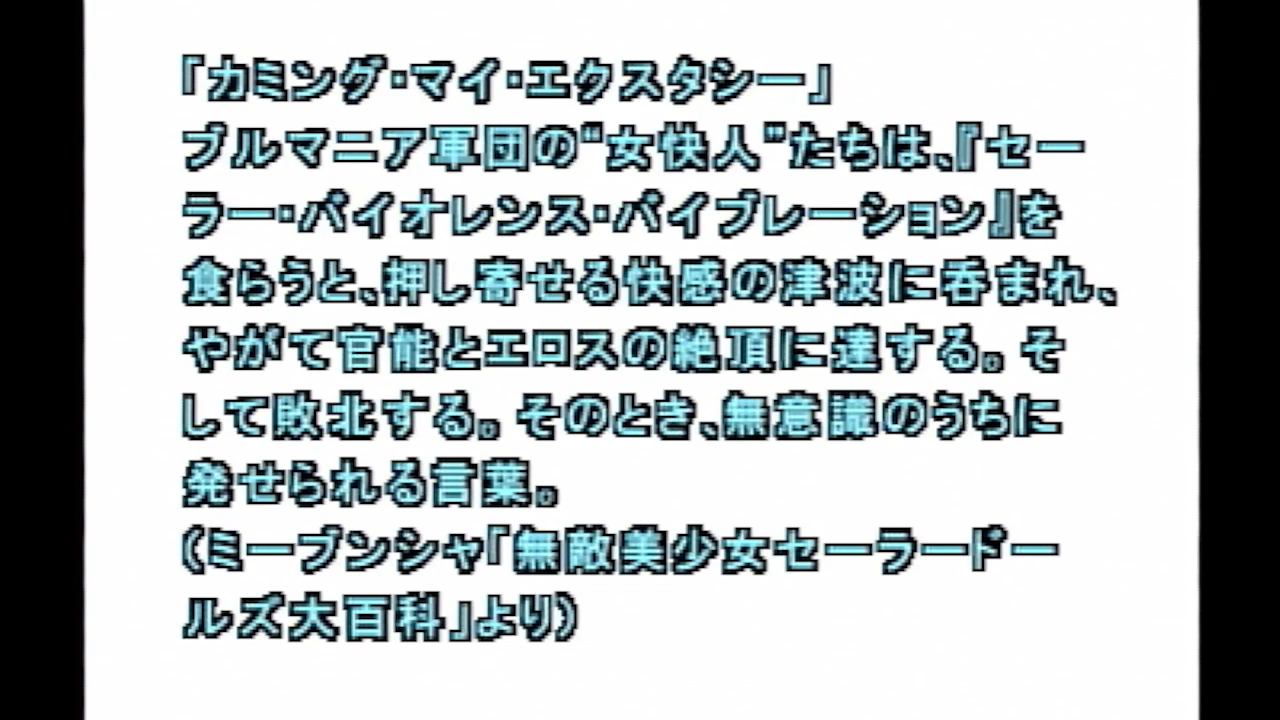 「カミング・マイ・エクスタシー」
ブルマニア軍団の“女快人”たちは、『セー
ラー・バイオレンス・バイブレーション』を
食らうと、押し寄せる快感の津波に呑まれ、
やがて官能とエロスの絶頂に達する。そ
して敗北する。そのとき、無意識のうちに
発せられる言葉。
（ミーブンシャ「無敵美少女セーラードー
ルズ大百科」より）